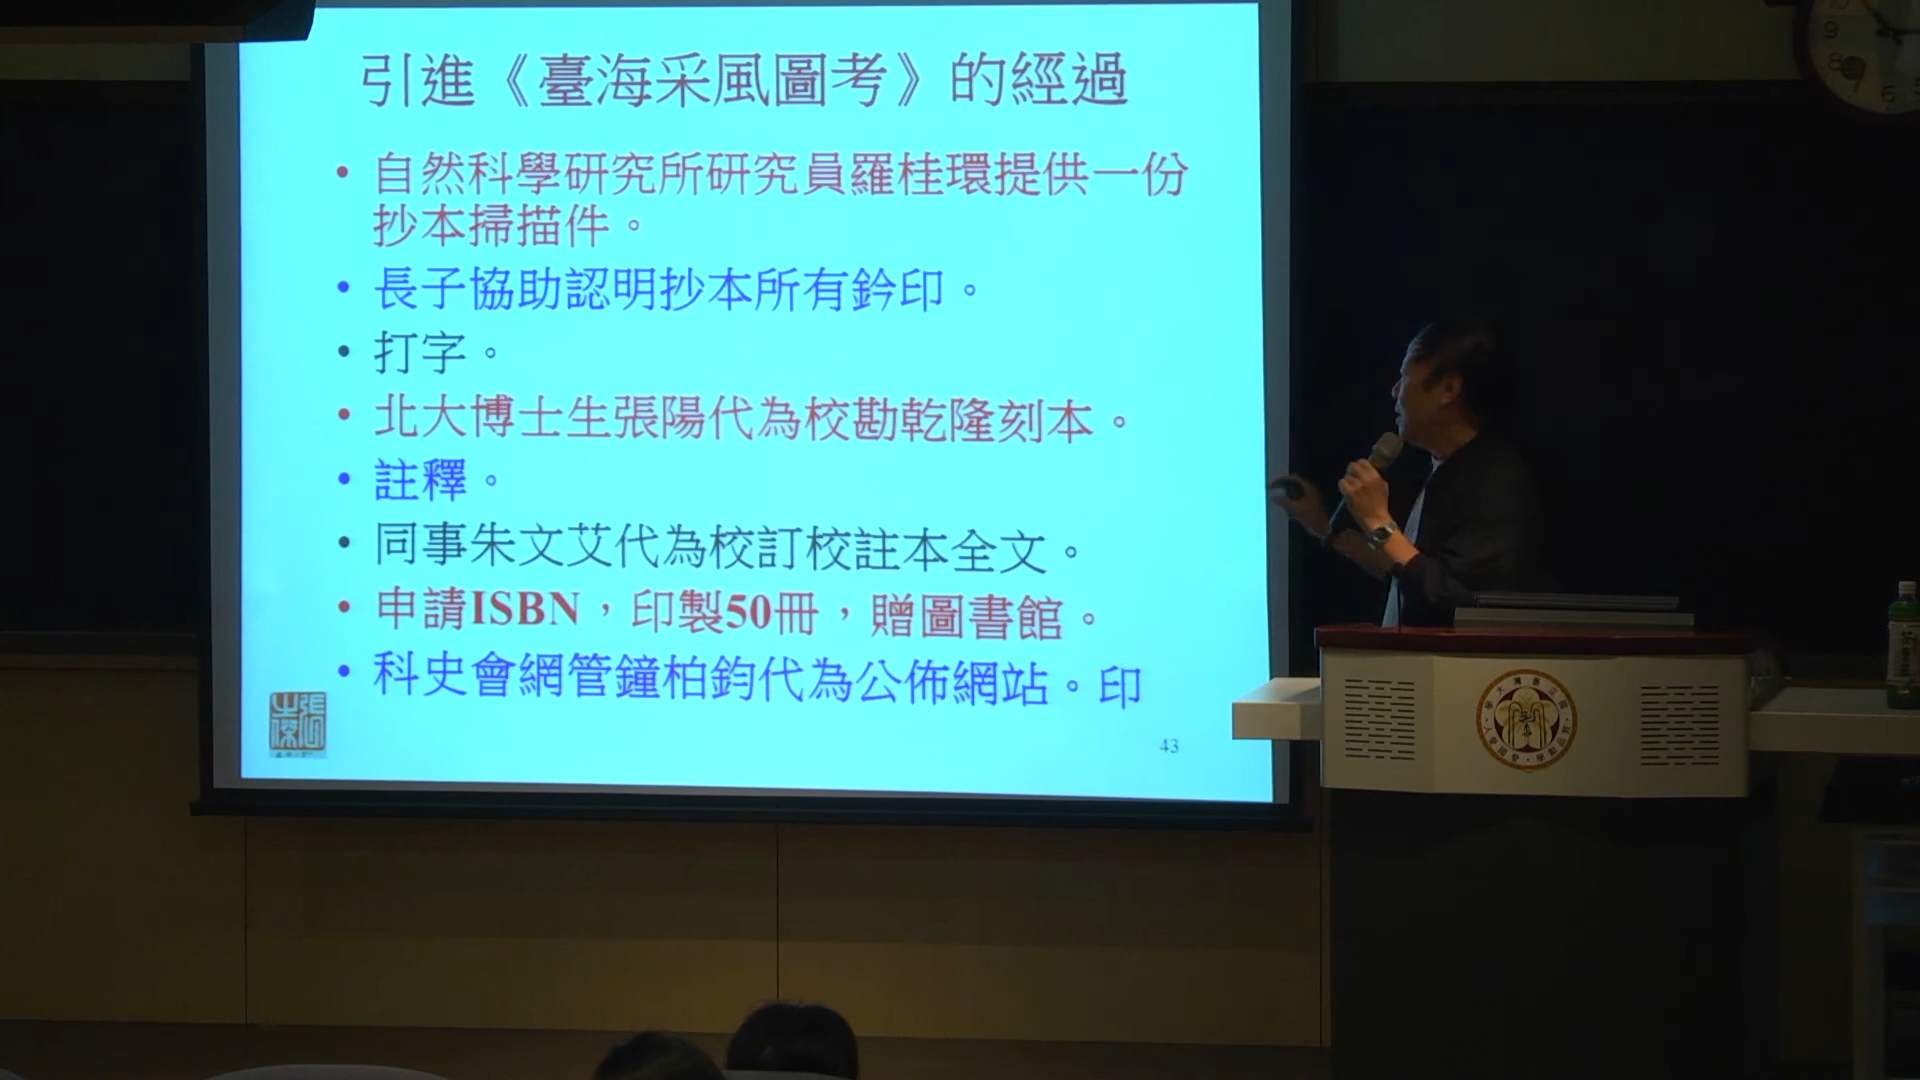 引進《臺海采風圖考》的經過
• 自然科學研究所研究員羅桂環提供一份
抄本掃描件。
• 長子協助認明抄本所有鈐印。
• 打字。
• 北大博士生張陽代為校勘乾隆刻本。
• 註釋。
• 同事朱文艾代為校訂校註本全文。
• 申請ISBN，印製50冊，贈圖書館。
• 科史會網管鐘柏鈞代為公佈網站。印
43